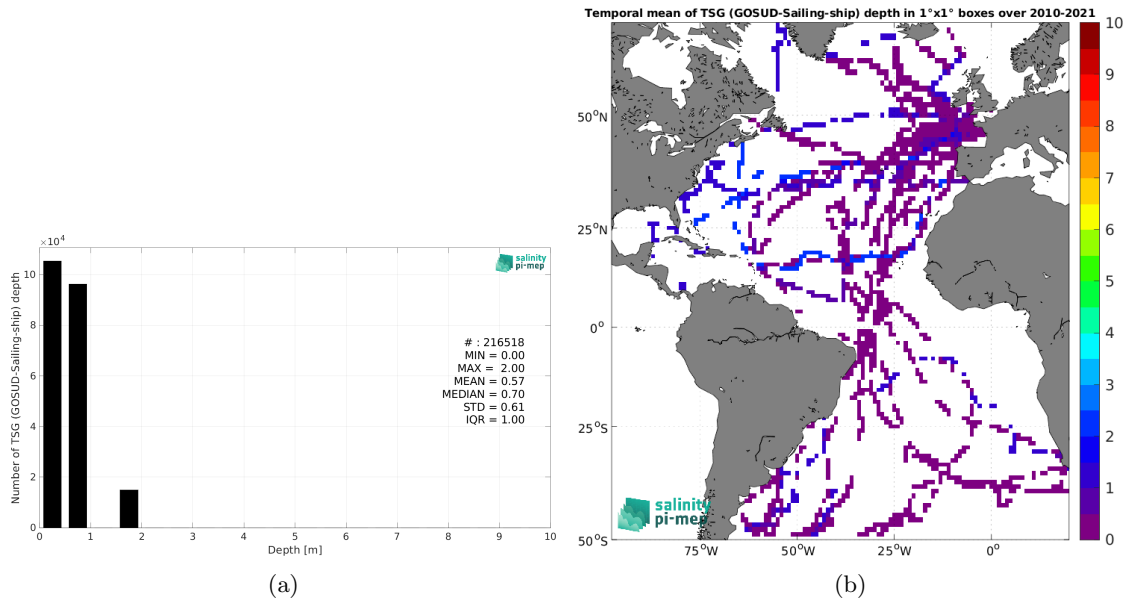 Temporal mean of TSG (GOSUD-Sailing-ship) depth in 1°x1° boxes over 2010-2021
×10⁴
Number of TSG (GOSUD-Sailing-ship) depth
10
8
6
4
2
0
0 1 2 3 4 5 6 7 8 9 10
Depth [m]
salinity
pi-mep
# : 216518
MIN = 0.00
MAX = 2.00
MEAN = 0.57
MEDIAN = 0.70
STD = 0.61
IQR = 1.00
(a)
50°N
25°N
0°
25°S
50°S
75°W 50°W 25°W 0°
salinity
pi-mep
10
9
8
7
6
5
4
3
2
1
0
(b)